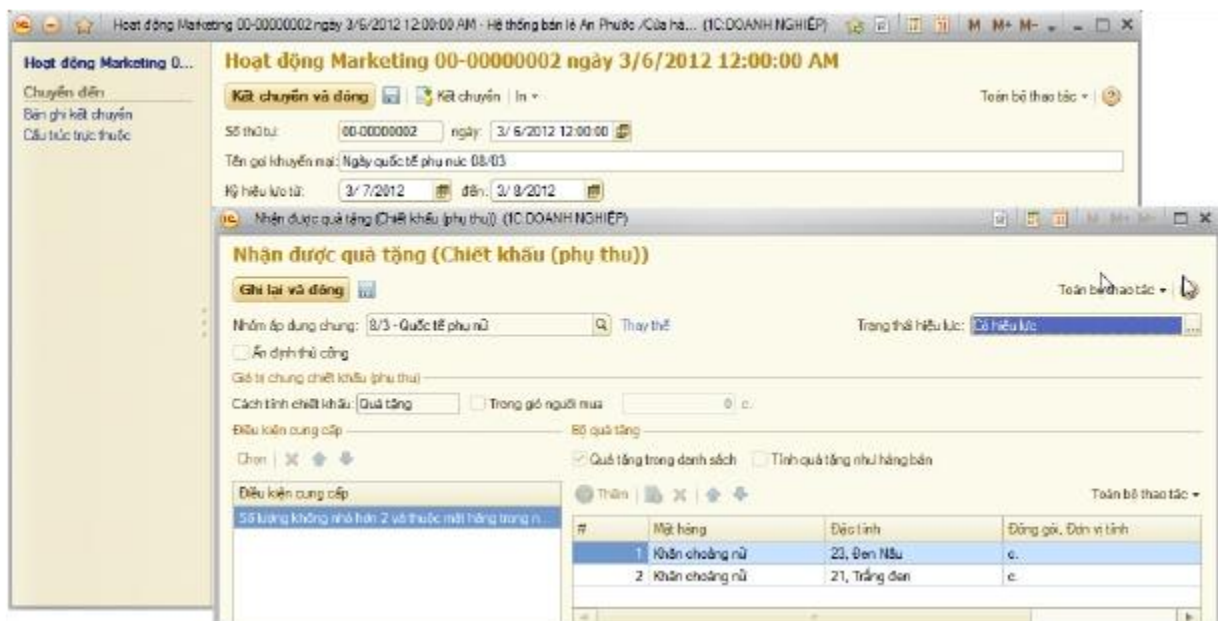 Hoạt động Marketing 00-00000002 ngày 3/6/2012 12:00:00 AM - Hệ thống bán lẻ An Phước /Cửa hà... (1C:DOANH NGHIỆP) M M+ M-
Hoạt động Marketing 0...
Chuyển đến
Bản ghi kết chuyển
Cấu trúc trực thuộc
Hoạt động Marketing 00-00000002 ngày 3/6/2012 12:00:00 AM
Kết chuyển và đóng Kết chuyển In Toàn bộ thao tác
Số thứ tự: 00-00000002 ngày: 3/ 6/2012 12:00:00
Tên gọi khuyến mại: Ngày quốc tế phụ nưc 08/03
Kỳ hiệu lực từ: 3/ 7/2012 đến: 3/ 8/2012
Nhận được quà tặng (Chiết khấu (phụ thu)) (1C:DOANH NGHIỆP) M M+ M-
Nhận được quà tặng (Chiết khấu (phụ thu))
Ghi lại và đóng Toàn bộ thao tác
Nhóm áp dụng chung: 8/3 - Quốc tế phụ nữ Thay thế Trạng thái hiệu lực: Có hiệu lực ...
Ấn định thủ công
Giá trị chung chiết khấu (phụ thu)
Cách tính chiết khấu: Quà tặng Trong giỏ người mua 0 c.
Điều kiện cung cấp Bộ quà tặng
Chọn Quà tặng trong danh sách Tính quà tặng như hàng bán
Điều kiện cung cấp Thêm Toàn bộ thao tác
Số lượng không nhỏ hơn 2 và thuộc mặt hàng trong n...
# Mặt hàng Đặc tính Đóng gói, Đơn vị tính
1 Khăn choàng nữ 23, Đen Nâu c.
2 Khăn choàng nữ 21, Trắng đen c.